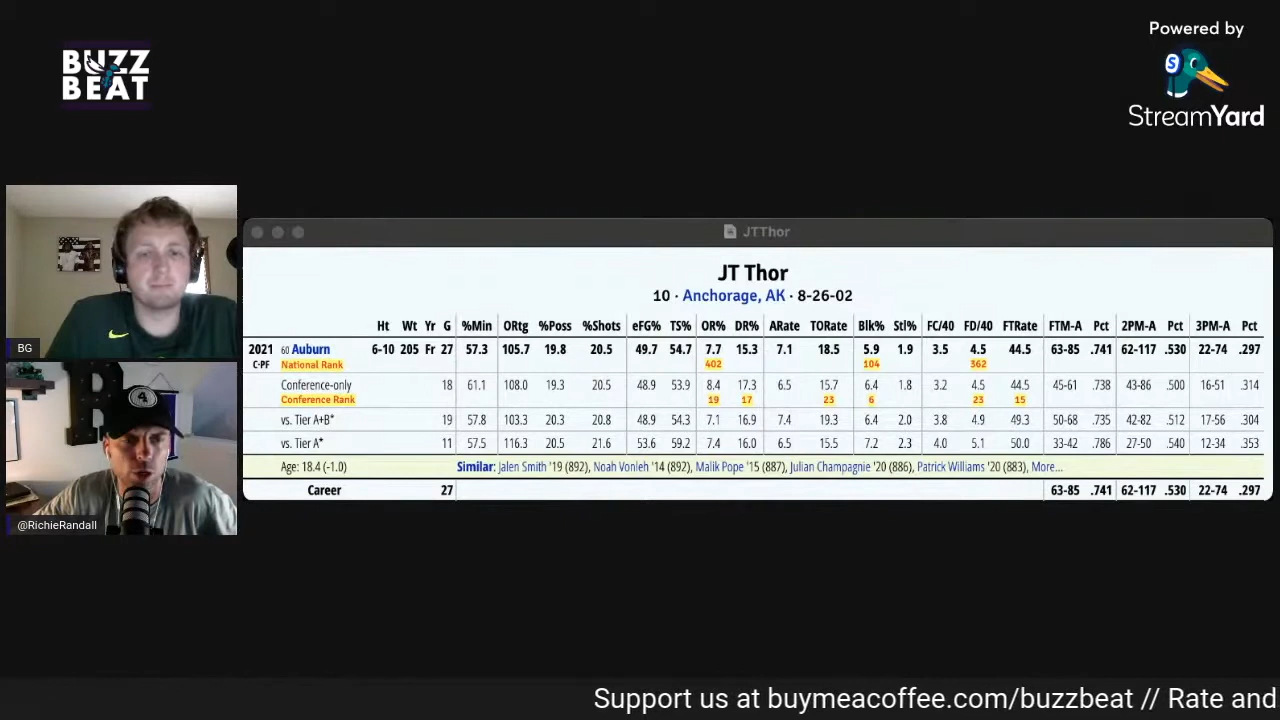 Powered by
BUZZ
BEAT
S
StreamYard
JTThor
JT Thor
10 · Anchorage, AK · 8-26-02
Ht Wt Yr G %Min ORtg %Poss %Shots eFG% TS% OR% DR% ARate TORate Blk% Stl% FC/40 FD/40 FTRate FTM-A Pct 2PM-A Pct 3PM-A Pct
2021 60 Auburn 6-10 205 Fr 27 57.3 105.7 19.8 20.5 49.7 54.7 7.7 15.3 7.1 18.5 5.9 1.9 3.5 4.5 44.5 63-85 .741 62-117 .530 22-74 .297
C-PF National Rank 402 104 362
Conference-only 18 61.1 108.0 19.3 20.5 48.9 53.9 8.4 17.3 6.5 15.7 6.4 1.8 3.2 4.5 44.5 45-61 .738 43-86 .500 16-51 .314
Conference Rank 19 17 23 6 23 15
vs. Tier A+B* 19 57.8 103.3 20.3 20.8 48.9 54.3 7.1 16.9 7.4 19.3 6.6 2.0 3.8 4.9 49.3 50-68 .735 42-82 .512 17-56 .304
vs. Tier A* 11 57.5 116.3 20.5 21.6 53.6 59.2 7.4 16.0 6.5 15.5 7.2 2.3 4.0 5.1 50.0 33-42 .786 27-50 .540 12-34 .353
Age: 18.4 (-1.0) Similar: Jalen Smith '19 (892), Noah Vonleh '14 (892), Malik Pope '15 (887), Julian Champagnie '20 (886), Patrick Williams '20 (883), More...
Career 27 63-85 .741 62-117 .530 22-74 .297
BG
4
@RichieRandall
Support us at buymeacoffee.com/buzzbeat // Rate and